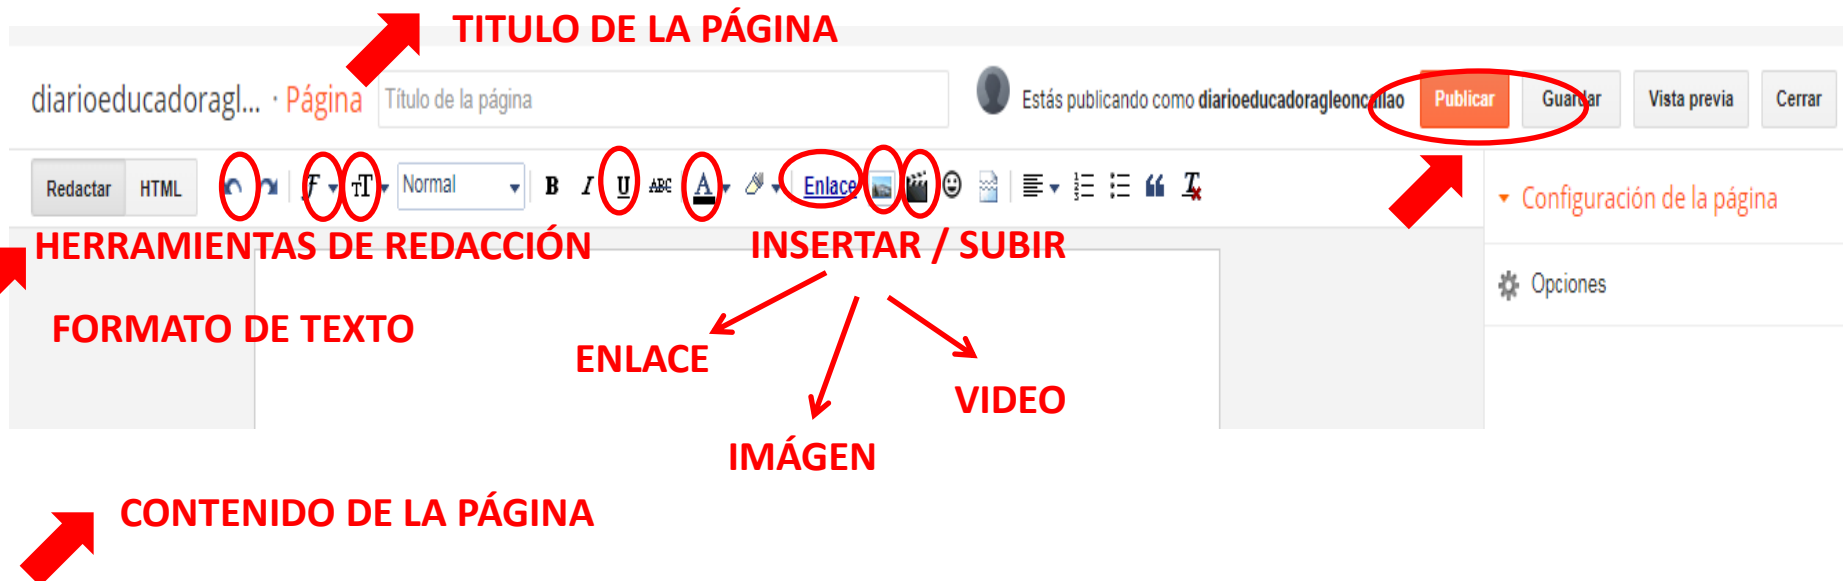 TITULO DE LA PÁGINA
diarioeducadoragl... · Página Título de la página Estás publicando como diarioeducadoragleoncallao Publicar Guardar Vista previa Cerrar
Redactar HTML F TT Normal B I U ABC A Enlace
Configuración de la página
HERRAMIENTAS DE REDACCIÓN INSERTAR / SUBIR
Opciones
FORMATO DE TEXTO
ENLACE
VIDEO
IMÁGEN
CONTENIDO DE LA PÁGINA